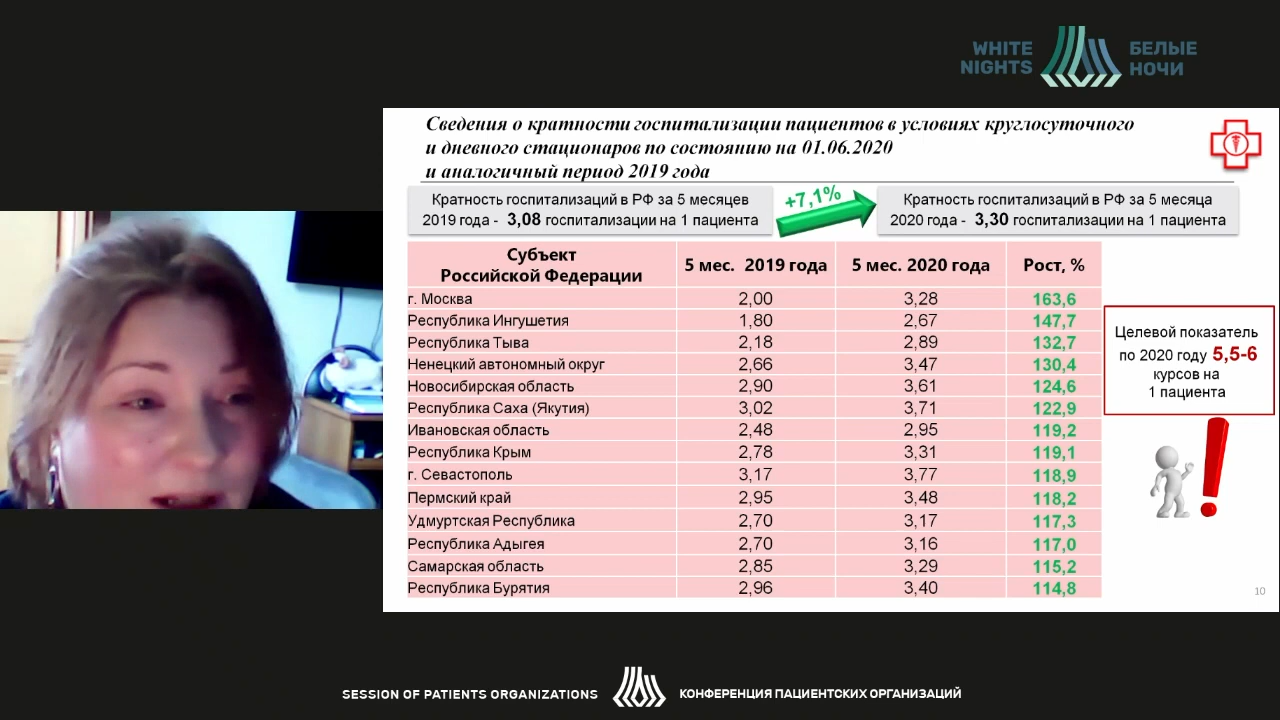 WHITE
NIGHTS
БЕЛЫЕ
НОЧИ
Сведения о кратности госпитализации пациентов в условиях круглосуточного
и дневного стационаров по состоянию на 01.06.2020
и аналогичный период 2019 года
Кратность госпитализаций в РФ за 5 месяцев
2019 года - 3,08 госпитализации на 1 пациента
+7,1%
Кратность госпитализаций в РФ за 5 месяца
2020 года - 3,30 госпитализации на 1 пациента
Субъект
Российской Федерации
5 мес. 2019 года
5 мес. 2020 года
Рост, %
г. Москва 2,00 3,28 163,6
Республика Ингушетия 1,80 2,67 147,7
Республика Тыва 2,18 2,89 132,7
Ненецкий автономный округ 2,66 3,47 130,4
Новосибирская область 2,90 3,61 124,6
Республика Саха (Якутия) 3,02 3,71 122,9
Ивановская область 2,48 2,95 119,2
Республика Крым 2,78 3,31 119,1
г. Севастополь 3,17 3,77 118,9
Пермский край 2,95 3,48 118,2
Удмуртская Республика 2,70 3,17 117,3
Республика Адыгея 2,70 3,16 117,0
Самарская область 2,85 3,29 115,2
Республика Бурятия 2,96 3,40 114,8
Целевой показатель
по 2020 году 5,5-6
курсов на
1 пациента
10
SESSION OF PATIENTS ORGANIZATIONS
КОНФЕРЕНЦИЯ ПАЦИЕНТСКИХ ОРГАНИЗАЦИЙ